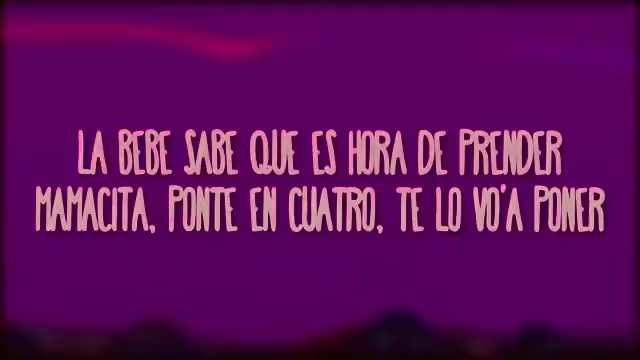 LA BEBE SABE QUE ES HORA DE PRENDER
MAMACITA, PONTE EN CUATRO, TE LO VO'A PONER